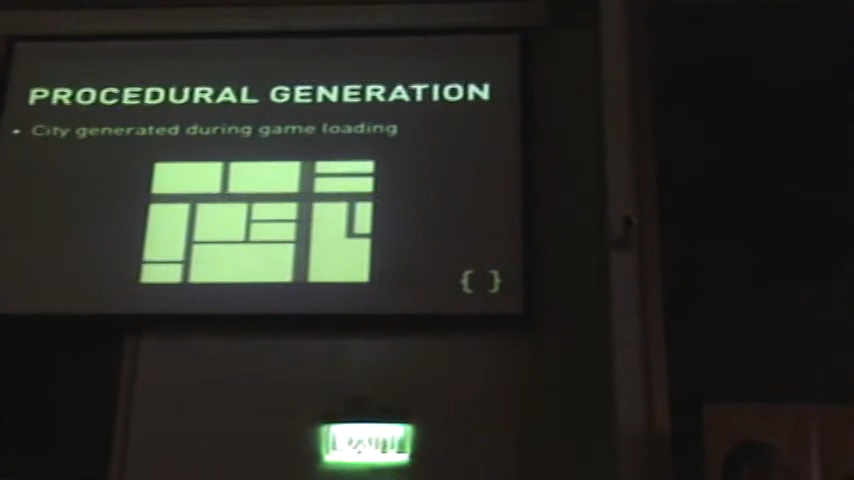 PROCEDURAL GENERATION
• City generated during game loading
{ }